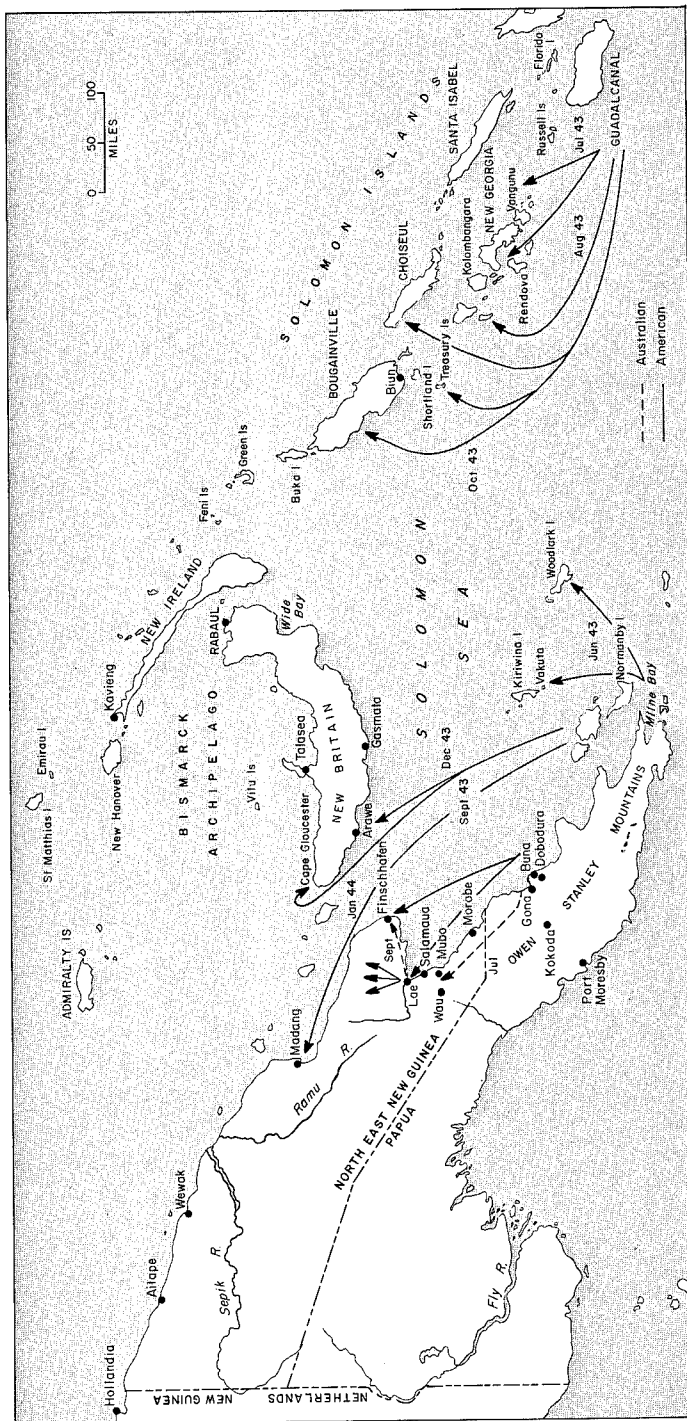 Hollandia
Aitape
Wewak
Sepik R.
Ramu R.
Fly R.
NETHERLANDS
NEW GUINEA
NORTH EAST NEW GUINEA
PAPUA
Madang
Jan 44
ADMIRALTY IS
St Matthias I
Emirau I
New Hanover
Kavieng
NEW IRELAND
BISMARCK
ARCHIPELAGO
Vitu Is
RABAUL
Wide Bay
Talasea
Cape Gloucester
NEW BRITAIN
Gasmata
Arawe
Finschhafen
Sept
Lae
Salamaua
Mubo
Wau
Morobe
Jul
Buna
Dobodura
Gona
Kokoda
OWEN STANLEY MOUNTAINS
Port
Moresby
Sept 43
Dec 43
SOLOMON
SEA
Kiriwina I
Vakuta
Jun 43
Woodlark I
Normanby I
Milne Bay
Feni Is
Green Is
Buka I
BOUGAINVILLE
Biun
Shortland I
Treasury Is
Oct 43
SOLOMON ISLANDS
CHOISEUL
SANTA ISABEL
Kolombangara
NEW GEORGIA
Vangunu
Rendova
Aug 43
Jul 43
Russell Is
Florida I
GUADALCANAL
0 50 100
MILES
Australian
American